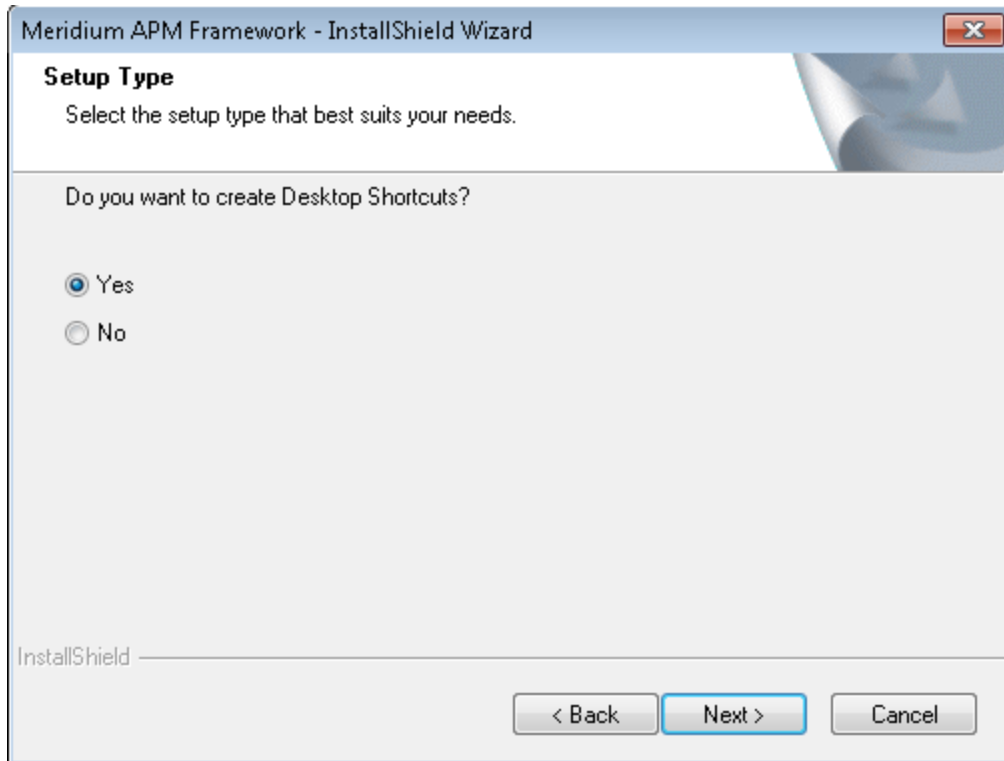 Meridium APM Framework - InstallShield Wizard
Setup Type
Select the setup type that best suits your needs.
Do you want to create Desktop Shortcuts?
Yes
No
InstallShield
< Back
Next >
Cancel